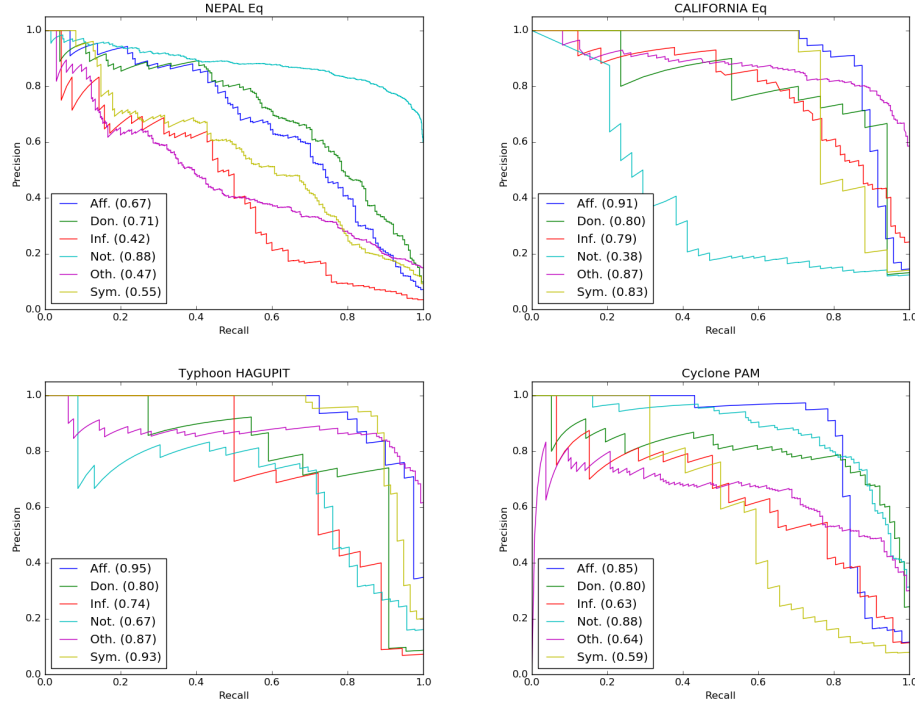 NEPAL Eq
1.0
0.8
0.6
0.4
0.2
0.0
Precision
Aff. (0.67)
Don. (0.71)
Inf. (0.42)
Not. (0.88)
Oth. (0.47)
Sym. (0.55)
0.0 0.2 0.4 0.6 0.8 1.0
Recall
CALIFORNIA Eq
1.0
0.8
0.6
0.4
0.2
0.0
Precision
Aff. (0.91)
Don. (0.80)
Inf. (0.79)
Not. (0.38)
Oth. (0.87)
Sym. (0.83)
0.0 0.2 0.4 0.6 0.8 1.0
Recall
Typhoon HAGUPIT
1.0
0.8
0.6
0.4
0.2
0.0
Precision
Aff. (0.95)
Don. (0.80)
Inf. (0.74)
Not. (0.67)
Oth. (0.87)
Sym. (0.93)
0.0 0.2 0.4 0.6 0.8 1.0
Recall
Cyclone PAM
1.0
0.8
0.6
0.4
0.2
0.0
Precision
Aff. (0.85)
Don. (0.80)
Inf. (0.63)
Not. (0.88)
Oth. (0.64)
Sym. (0.59)
0.0 0.2 0.4 0.6 0.8 1.0
Recall